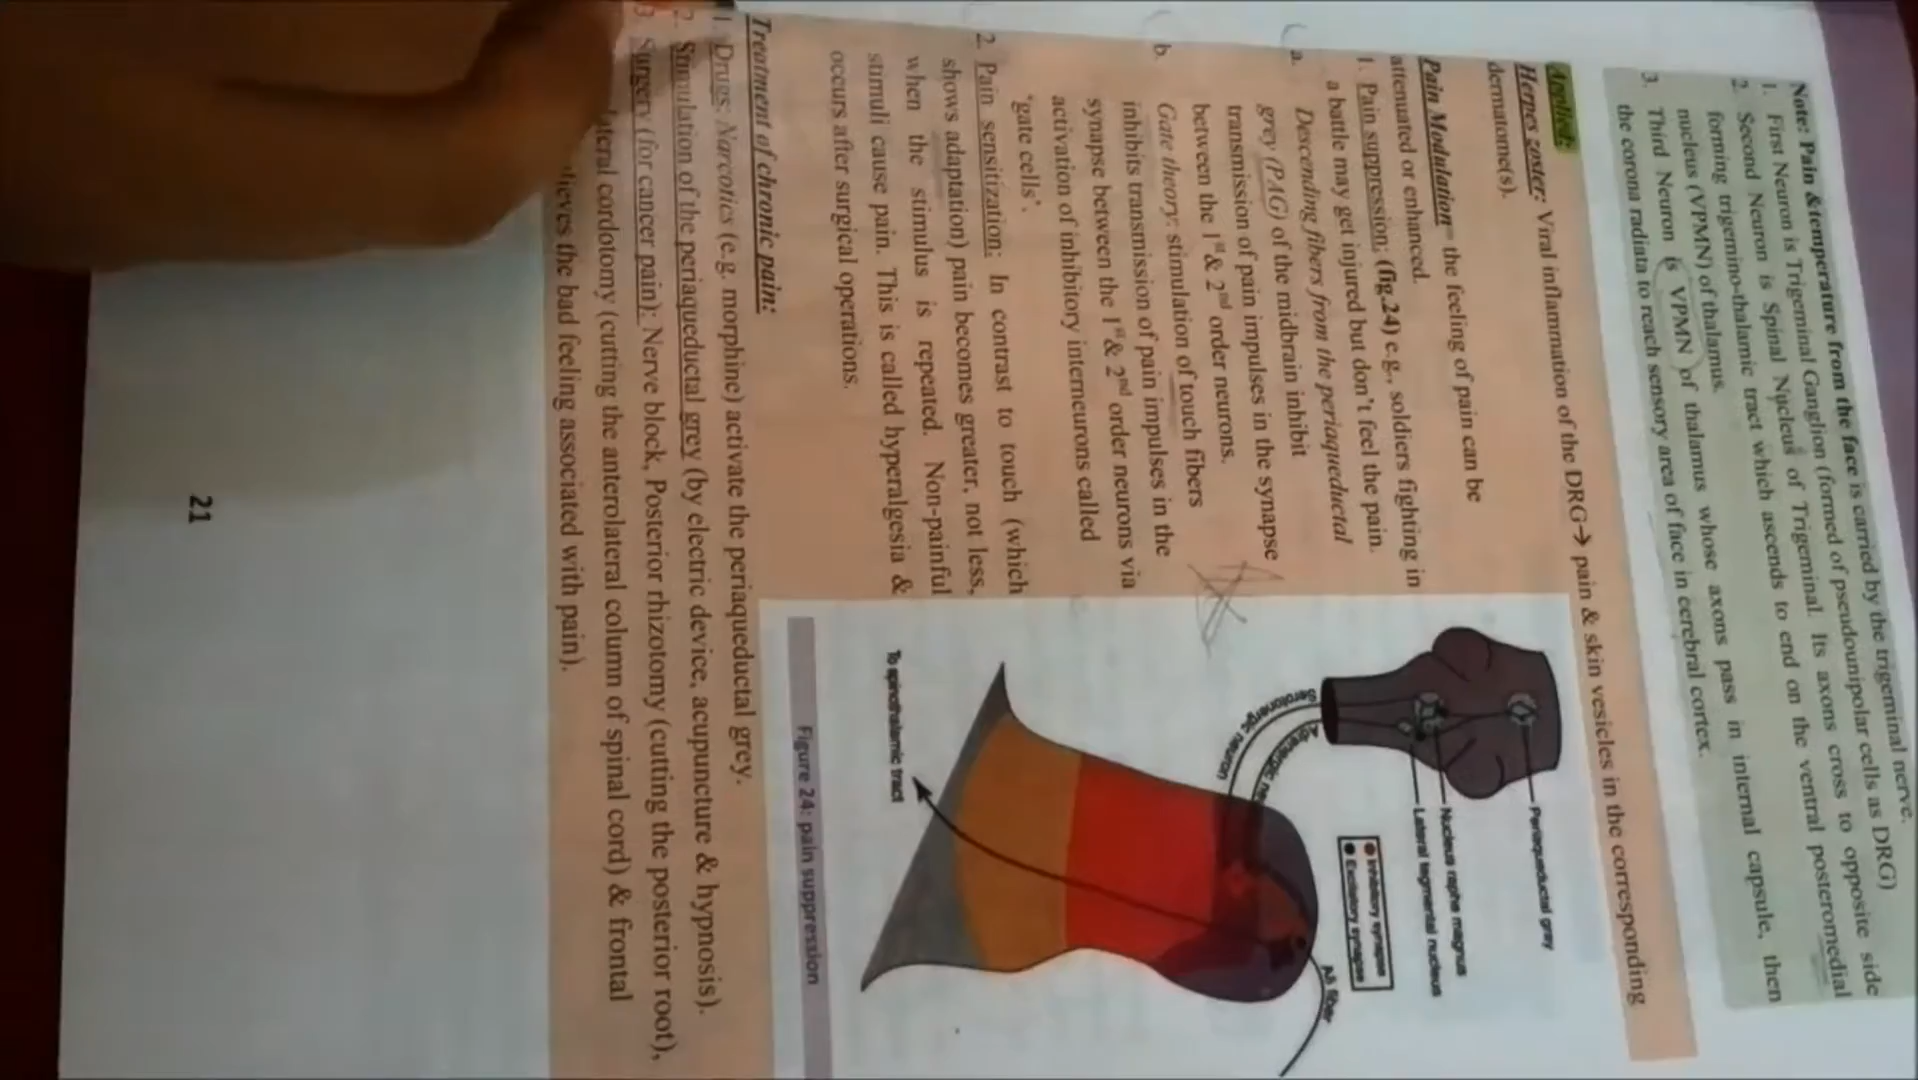 Note: Pain & temperature from the face is carried by the trigeminal nerve.
1. First Neuron is Trigeminal Ganglion (formed of pseudounipolar cells as DRG)
2. Second Neuron is Spinal Nucleus of Trigeminal. Its axons cross to opposite side
forming trigemino-thalamic tract which ascends to end on the ventral posteromedial
nucleus (VPMN) of thalamus.
3. Third Neuron is VPMN of thalamus whose axons pass in internal capsule, then
the corona radiata to reach sensory area of face in cerebral cortex.
Applied:
Herpes zoster: Viral inflammation of the DRG→ pain & skin vesicles in the corresponding
dermatome(s).
Pain Modulation= the feeling of pain can be
attenuated or enhanced.
1. Pain suppression: (fig.24) e.g., soldiers fighting in
a battle may get injured but don't feel the pain.
a. Descending fibers from the periaqueductal
grey (PAG) of the midbrain inhibit
transmission of pain impulses in the synapse
between the 1st & 2nd order neurons.
b. Gate theory: stimulation of touch fibers
inhibits transmission of pain impulses in the
synapse between the 1st & 2nd order neurons via
activation of inhibitory interneurons called
'gate cells'.
2. Pain sensitization: In contrast to touch (which
shows adaptation) pain becomes greater, not less,
when the stimulus is repeated. Non-painful
stimuli cause pain. This is called hyperalgesia &
occurs after surgical operations.
Periaqueductal gray
Nucleus raphe magnus
Lateral tegmental nucleus
Inhibitory synapse
Excitatory synapse
Serotonergic neuron
Aδ fiber
To spinothalamic tract
Figure 24: pain suppression
Treatment of chronic pain:
1. Drugs: Narcotics (e.g. morphine) activate the periaqueductal grey.
2. Stimulation of the periaqueductal grey (by electric device, acupuncture & hypnosis).
3. Surgery (for cancer pain): Nerve block, Posterior rhizotomy (cutting the posterior root),
lateral cordotomy (cutting the anterolateral column of spinal cord) & frontal
the bad feeling associated with pain).
21